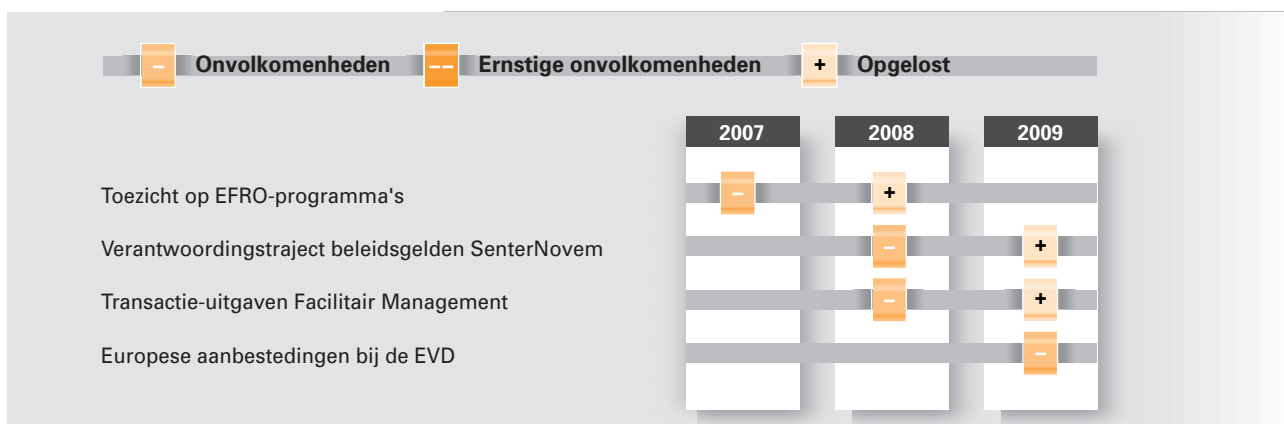 – Onvolkomenheden –– Ernstige onvolkomenheden + Opgelost
2007 2008 2009
Toezicht op EFRO-programma's – +
Verantwoordingstraject beleidsgelden SenterNovem – +
Transactie-uitgaven Facilitair Management – +
Europese aanbestedingen bij de EVD –